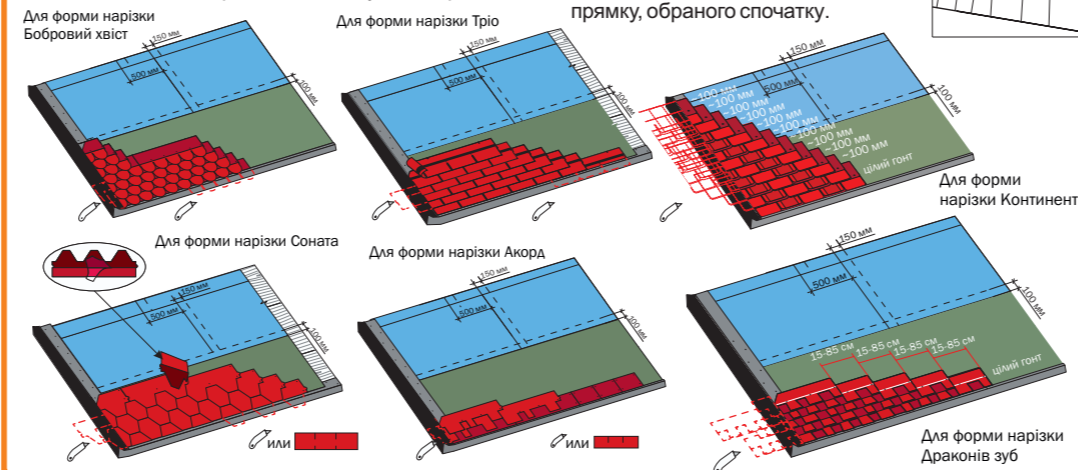 прямку, обраного спочатку.
Для форми нарізки
Бобровий хвіст
150 мм
500 мм
100 мм
Для форми нарізки Тріо
150 мм
500 мм
100 мм
150 мм
500 мм
100 мм
~100 мм
~100 мм
~100 мм
~100 мм
~100 мм
~100 мм
~100 мм
~100 мм
цілий гонт
Для форми
нарізки Континент
Для форми нарізки Соната
150 мм
500 мм
100 мм
или
Для форми нарізки Акорд
150 мм
500 мм
100 мм
или
150 мм
500 мм
100 мм
15-85 см
15-85 см
15-85 см
15-85 см
цілий гонт
Для форми нарізки
Драконів зуб